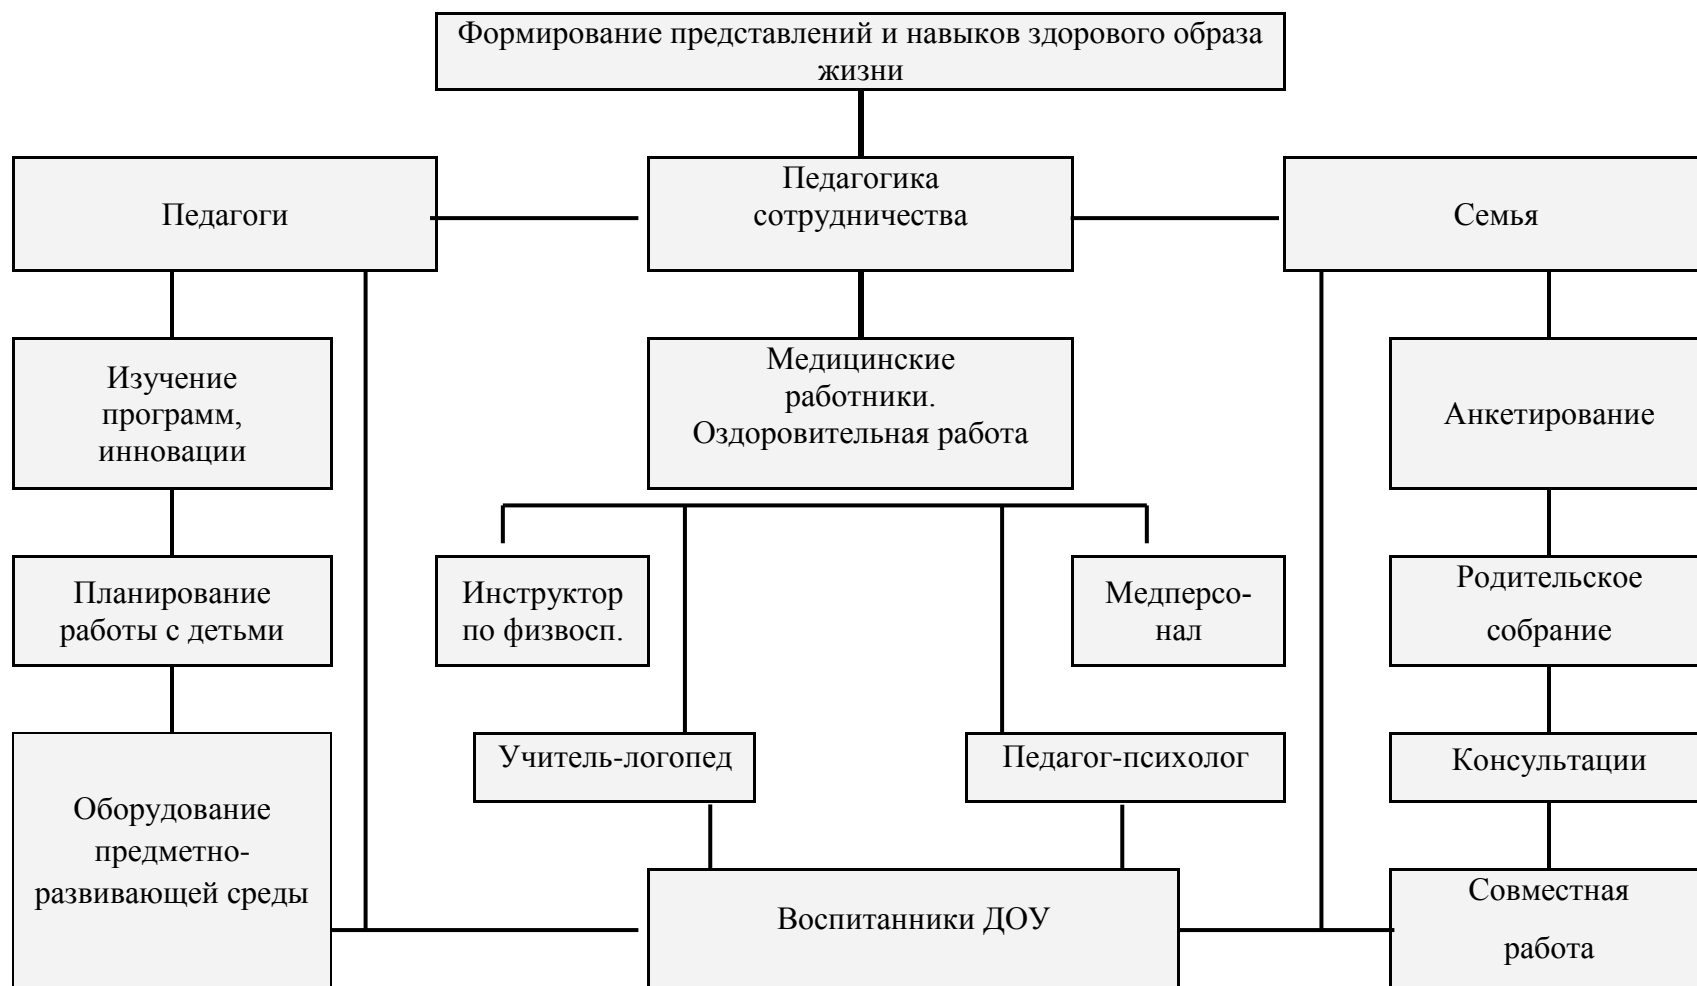 Формирование представлений и навыков здорового образа
жизни
Педагоги
Педагогика
сотрудничества
Семья
Изучение
программ,
инновации
Медицинские
работники.
Оздоровительная работа
Анкетирование
Планирование
работы с детьми
Инструктор
по физвосп.
Медперсо-
нал
Родительское
собрание
Учитель-логопед
Педагог-психолог
Консультации
Оборудование
предметно-
развивающей среды
Воспитанники ДОУ
Совместная
работа